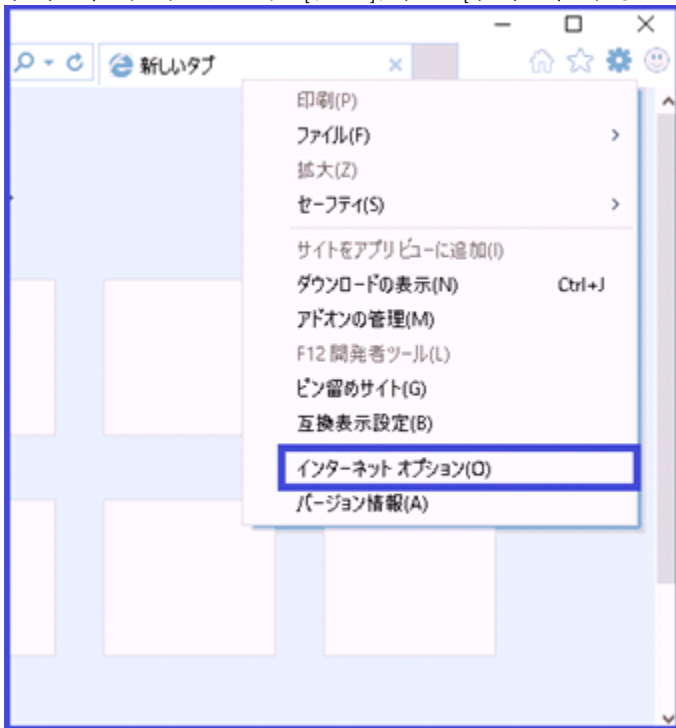 新しいタブ
印刷(P)
ファイル(F)
拡大(Z)
セーフティ(S)
サイトをアプリ ビューに追加(I)
ダウンロードの表示(N) Ctrl+J
アドオンの管理(M)
F12 開発者ツール(L)
ピン留めサイト(G)
互換表示設定(B)
インターネット オプション(O)
バージョン情報(A)